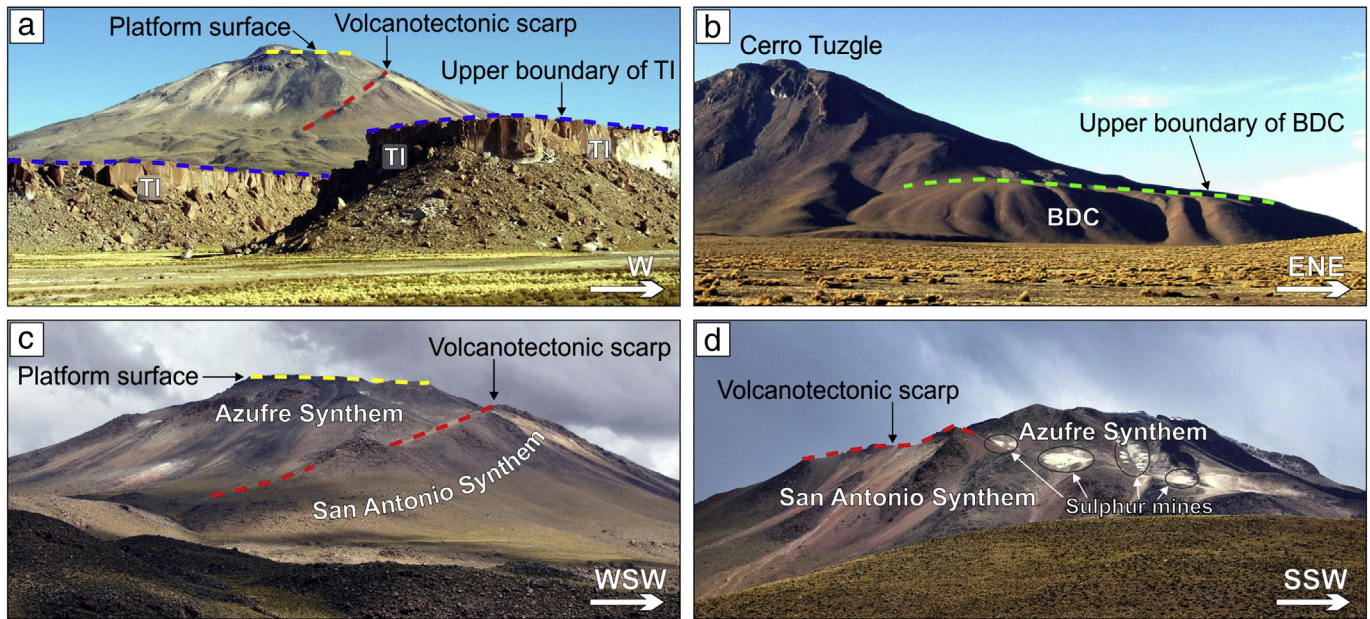 a
Platform surface
Volcanotectonic scarp
Upper boundary of TI
TI
TI
TI
W
b
Cerro Tuzgle
Upper boundary of BDC
BDC
ENE
c
Volcanotectonic scarp
Platform surface
Azufre Synthem
San Antonio Synthem
WSW
d
Volcanotectonic scarp
Azufre Synthem
San Antonio Synthem
Sulphur mines
SSW